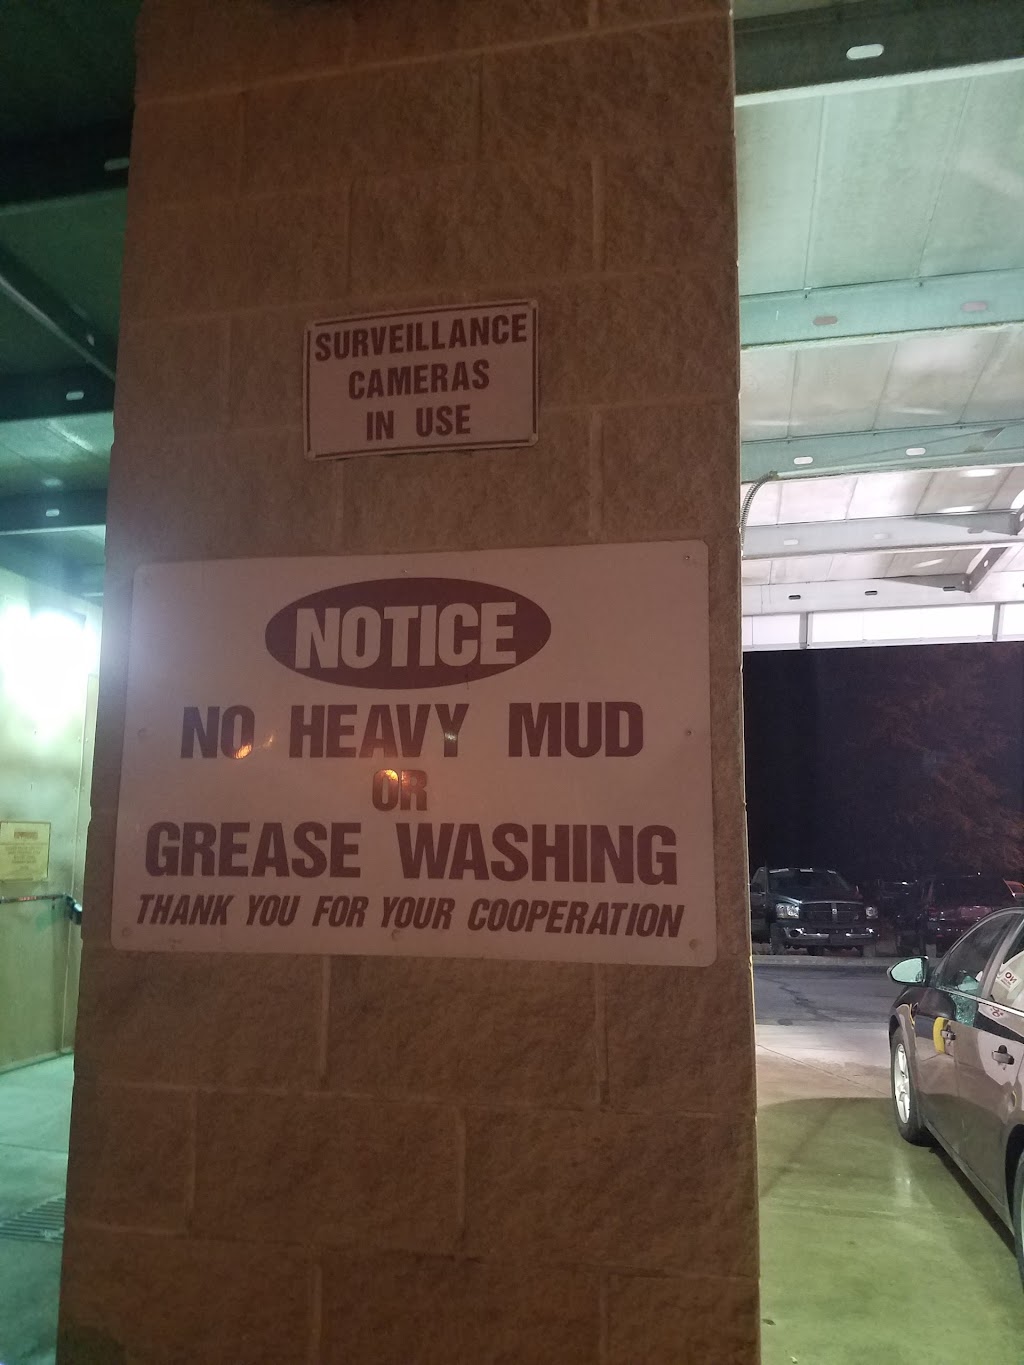 SURVEILLANCE
CAMERAS
IN USE
NOTICE
NO HEAVY MUD
OR
GREASE WASHING
THANK YOU FOR YOUR COOPERATION